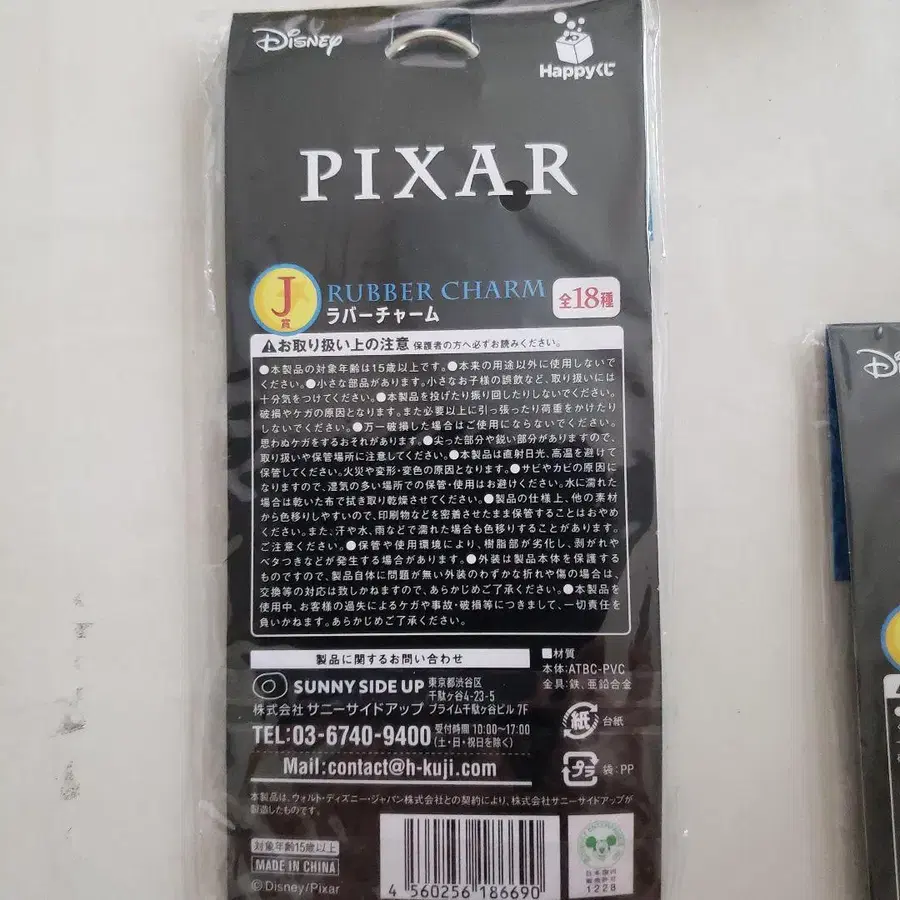 Disney
Happyくじ
PIXAR
J賞
RUBBER CHARM
ラバーチャーム
全18種
⚠お取り扱い上の注意 保護者の方へ必ずお読みください。
●本製品の対象年齢は15歳以上です。●本来の用途以外に使用しないで
ください。●小さな部品があります。小さなお子様の誤飲など、取り扱いには
十分気をつけてください。●本製品を投げたり振り回したりしないでください。
破損やケガの原因となります。また必要以上に引っ張ったり荷重をかけたり
しないでください。●万一破損した場合はご使用にならないでください。
思わぬケガをするおそれがあります。●尖った部分や鋭い部分がありますので、
取り扱いや保管場所に注意してください。●本製品は直射日光、高温を避けて
保管してください。火災や変形・変色の原因となります。●サビやカビの原因に
なりますので、湿気の多い場所での保管・使用はお避けください。水に濡れた
場合は乾いた布で拭き取り乾燥させてください。●製品の仕様上、他の素材
から色移りしやすいので、印刷物などを密着させたまま保管することはおやめ
ください。また、汗や水、雨などで濡れた場合も色移りすることがあります。
ご注意ください。●保管や使用環境により、樹脂部が劣化し、剥がれや
ベタつきなどが発生する場合があります。●外装は製品本体を保護する
ものですので、製品自体に問題が無い外装のわずかな折れや傷の場合は、
交換等の対応は致しかねますので、あらかじめご了承ください。●本製品を
使用中、お客様の過失によるケガや事故・破損等につきまして、一切責任を
負いかねます。あらかじめご了承ください。
製品に関するお問い合わせ
SUNNY SIDE UP 東京都渋谷区
千駄ヶ谷4-23-5
株式会社 サニーサイドアップ プライム千駄ヶ谷ビル 7F
TEL:03-6740-9400 受付時間 10:00〜17:00
(土・日・祝日を除く)
Mail:contact@h-kuji.com
■材質
本体:ATBC-PVC
金具:鉄、亜鉛合金
紙 台紙
プラ 袋:PP
本製品は、ウォルト・ディズニー・ジャパン株式会社との契約により、株式会社サニーサイドアップが
製造したものです。
対象年齢15歳以上
MADE IN CHINA
©Disney/Pixar
4 560256 186690
1228